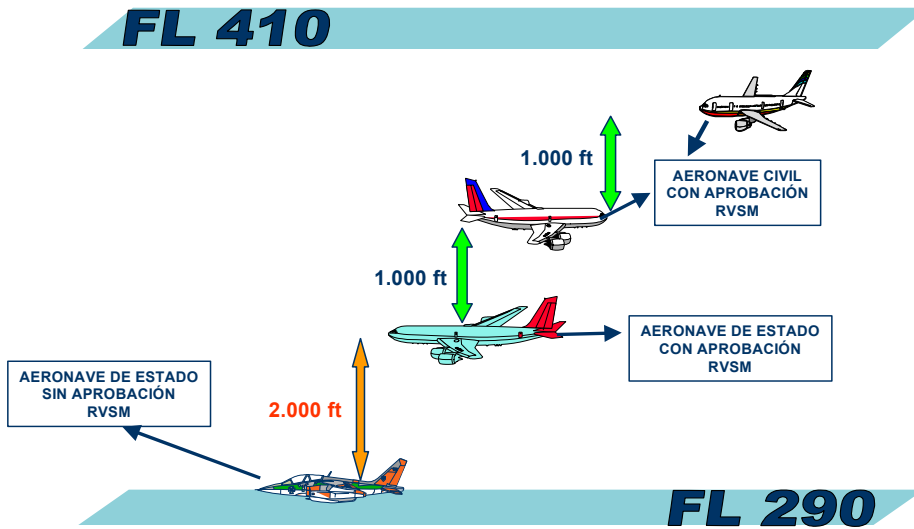 FL 410
1.000 ft
AERONAVE CIVIL
CON APROBACIÓN
RVSM
1.000 ft
AERONAVE DE ESTADO
CON APROBACIÓN
RVSM
AERONAVE DE ESTADO
SIN APROBACIÓN
RVSM
2.000 ft
FL 290